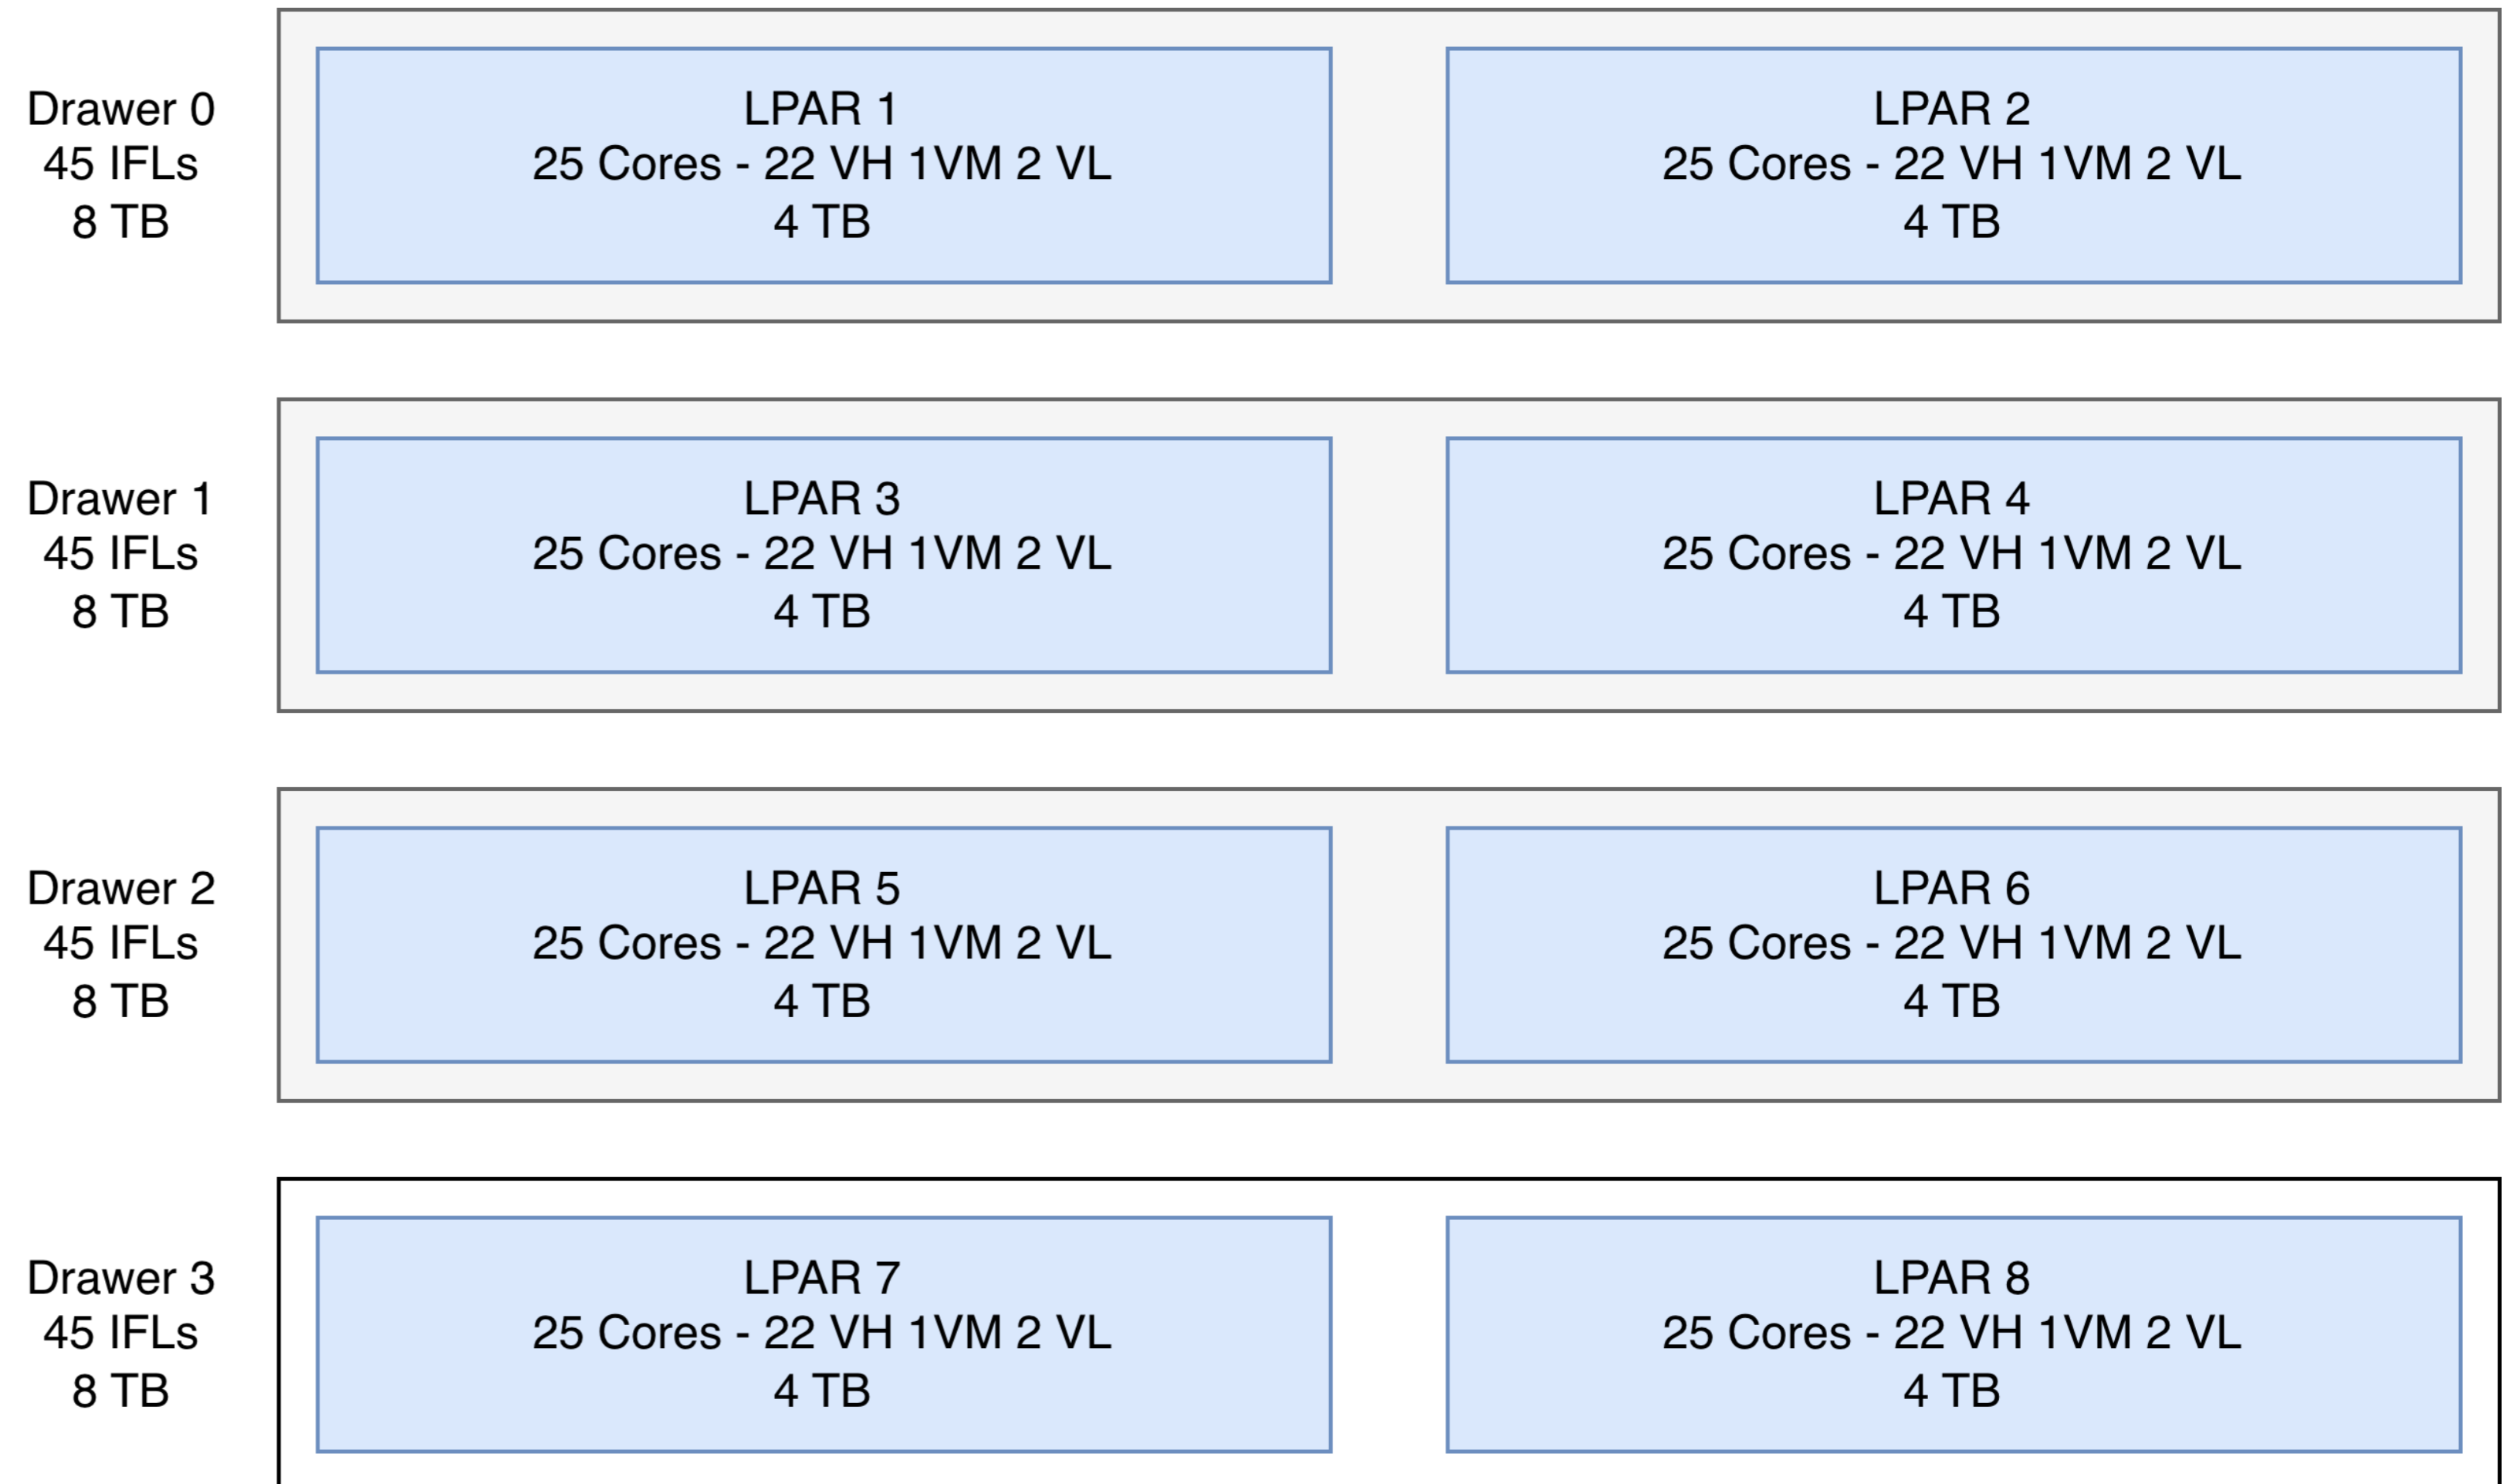 Drawer 0
45 IFLs
8 TB
LPAR 1
25 Cores - 22 VH 1VM 2 VL
4 TB
LPAR 2
25 Cores - 22 VH 1VM 2 VL
4 TB
Drawer 1
45 IFLs
8 TB
LPAR 3
25 Cores - 22 VH 1VM 2 VL
4 TB
LPAR 4
25 Cores - 22 VH 1VM 2 VL
4 TB
Drawer 2
45 IFLs
8 TB
LPAR 5
25 Cores - 22 VH 1VM 2 VL
4 TB
LPAR 6
25 Cores - 22 VH 1VM 2 VL
4 TB
Drawer 3
45 IFLs
8 TB
LPAR 7
25 Cores - 22 VH 1VM 2 VL
4 TB
LPAR 8
25 Cores - 22 VH 1VM 2 VL
4 TB